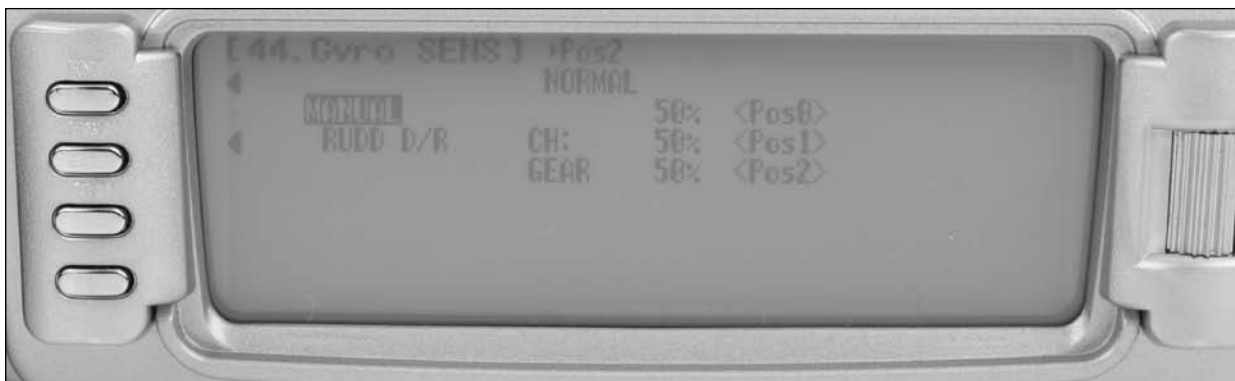 [44.Gyro SENS] ›Pos2
NORMAL
MANUAL 50% <Pos0>
RUDD D/R CH: 50% <Pos1>
GEAR 50% <Pos2>